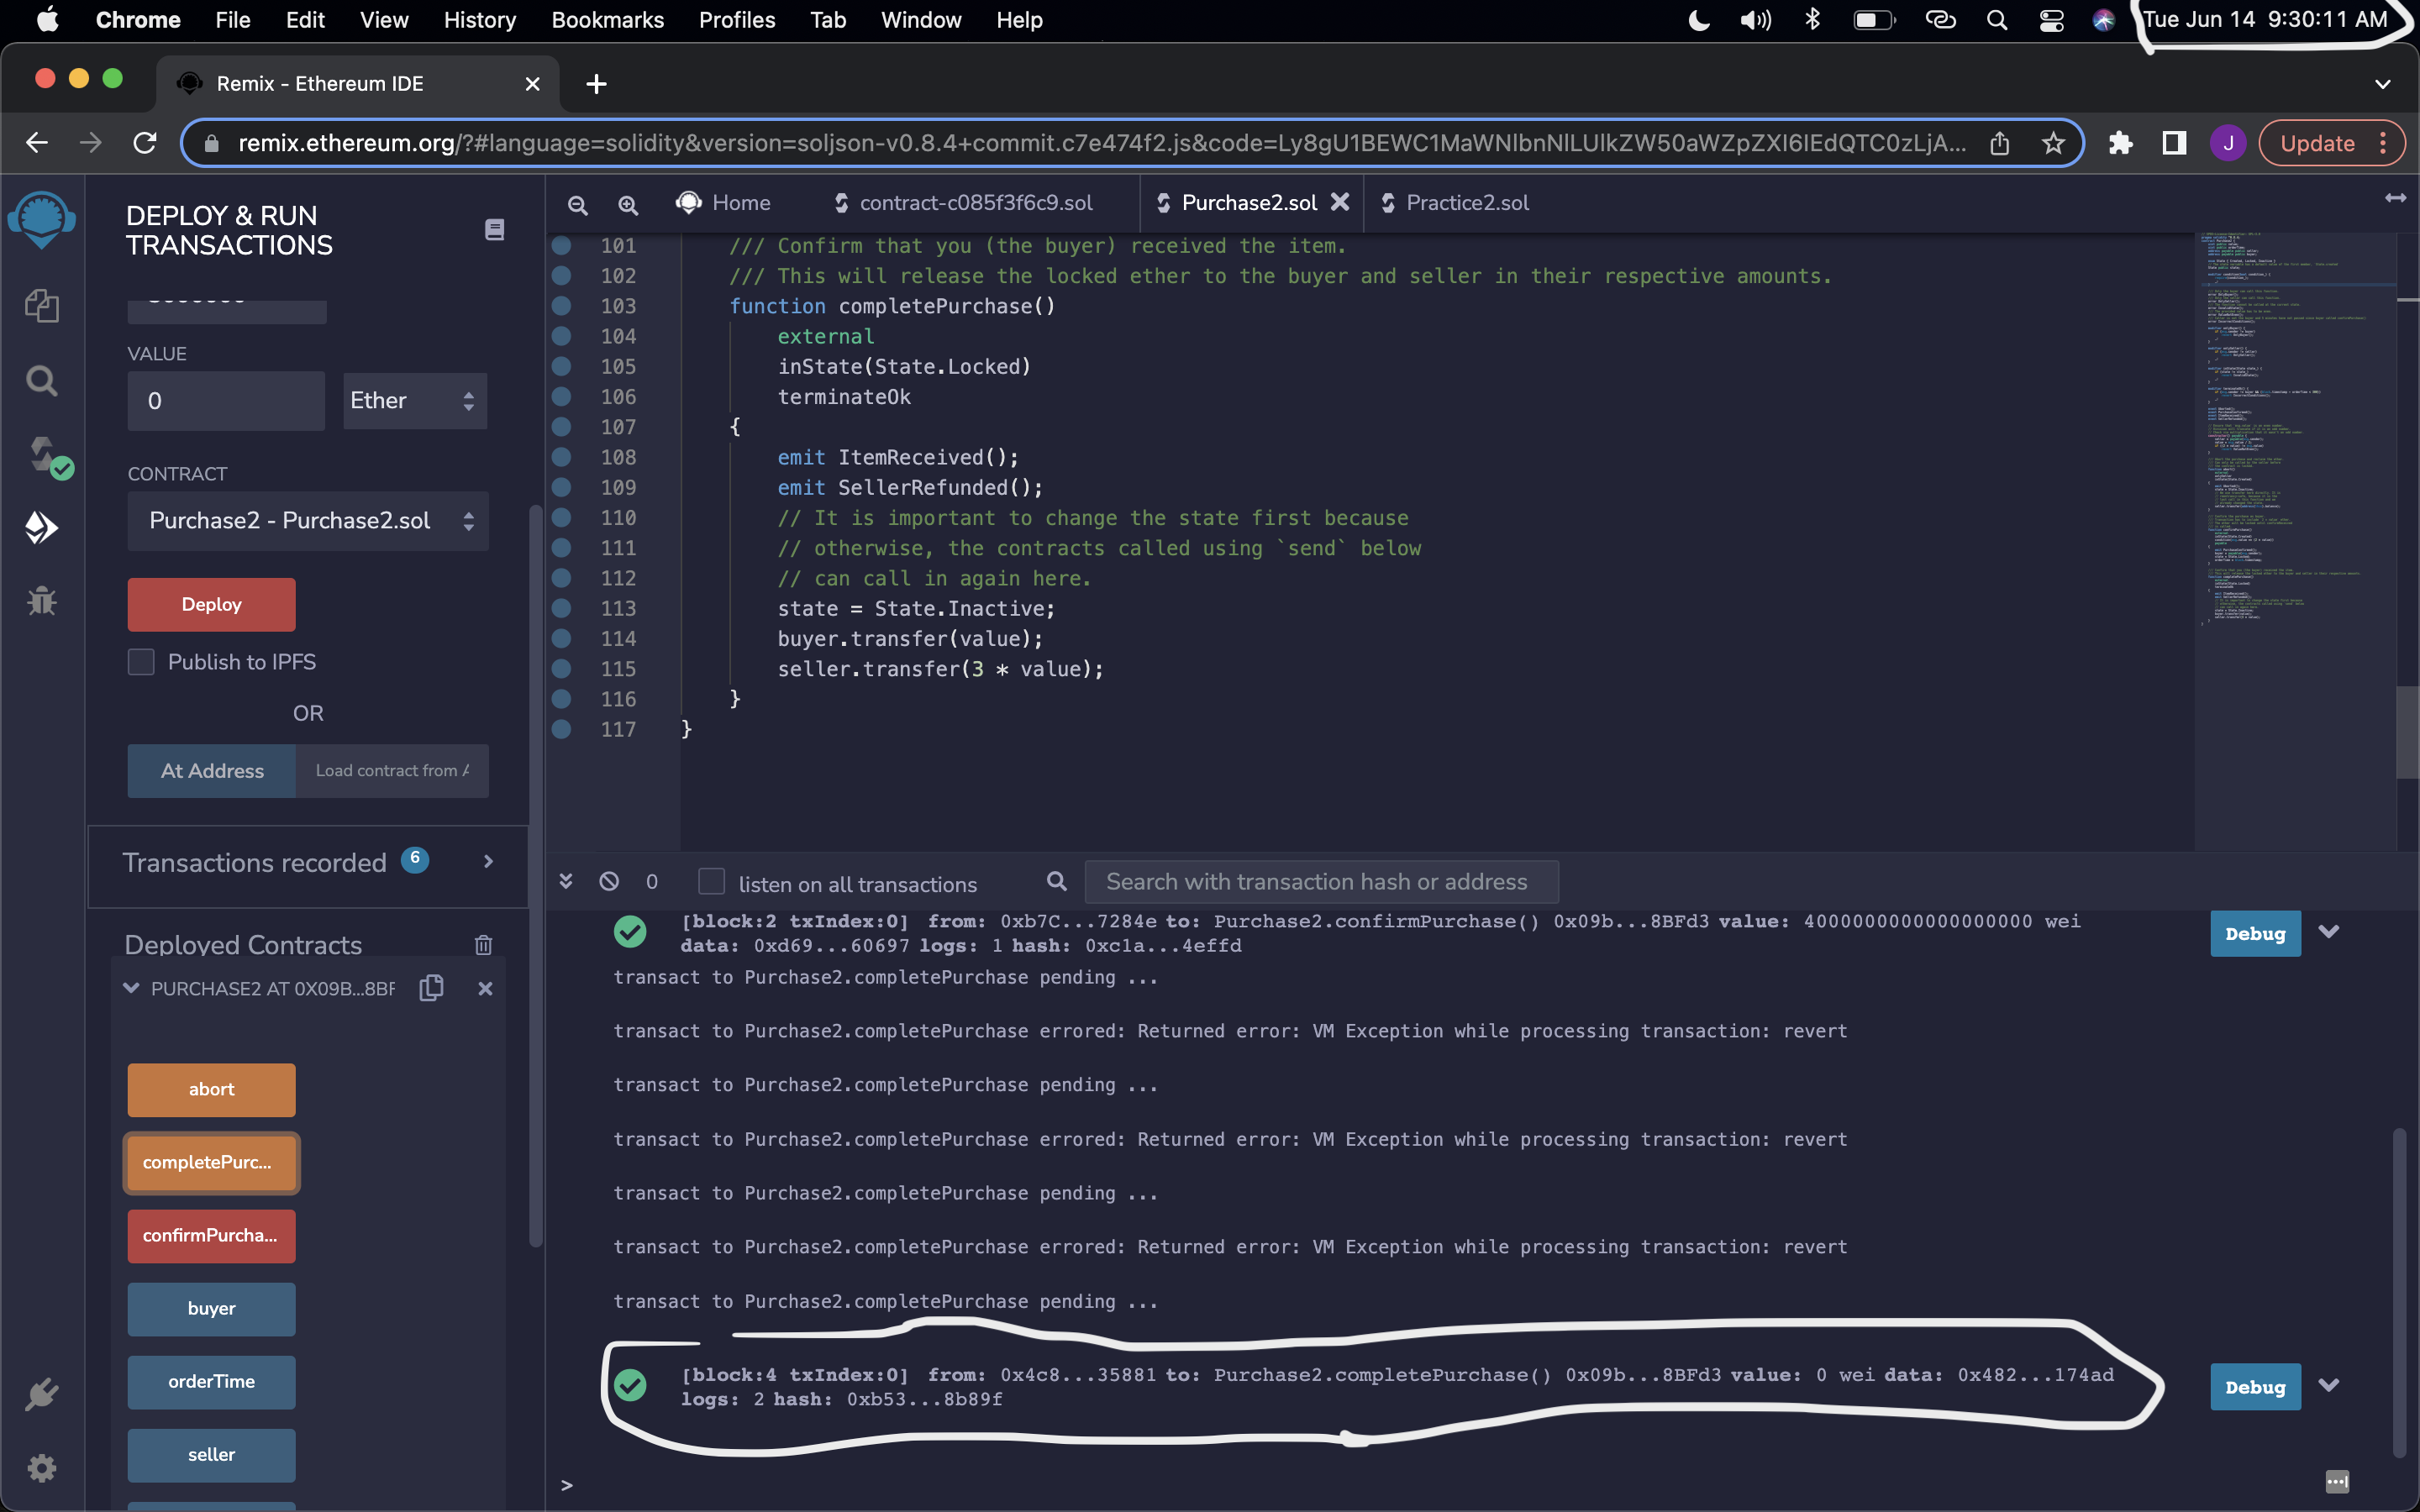 Chrome File Edit View History Bookmarks Profiles Tab Window Help Tue Jun 14 9:30:11 AM
Remix - Ethereum IDE
remix.ethereum.org/?#language=solidity&version=soljson-v0.8.4+commit.c7e474f2.js&code=Ly8gU1BEWC1MaWNlbnNlLUlkZW50aWZpZXI6IEdQTC0zLjA... J Update
DEPLOY & RUN
TRANSACTIONS
VALUE
0 Ether
CONTRACT
Purchase2 - Purchase2.sol
Deploy
Publish to IPFS
OR
At Address Load contract from A
Transactions recorded 6
Deployed Contracts
PURCHASE2 AT 0X09B...8BF
abort
completePurc...
confirmPurcha...
buyer
orderTime
seller
Home contract-c085f3f6c9.sol Purchase2.sol Practice2.sol
101 /// Confirm that you (the buyer) received the item.
102 /// This will release the locked ether to the buyer and seller in their respective amounts.
103 function completePurchase()
104 external
105 inState(State.Locked)
106 terminateOk
107 {
108 emit ItemReceived();
109 emit SellerRefunded();
110 // It is important to change the state first because
111 // otherwise, the contracts called using `send` below
112 // can call in again here.
113 state = State.Inactive;
114 buyer.transfer(value);
115 seller.transfer(3 * value);
116 }
117 }
0 listen on all transactions Search with transaction hash or address
[block:2 txIndex:0] from: 0xb7C...7284e to: Purchase2.confirmPurchase() 0x09b...8BFd3 value: 4000000000000000000 wei
data: 0xd69...60697 logs: 1 hash: 0xc1a...4effd
Debug
transact to Purchase2.completePurchase pending ...
transact to Purchase2.completePurchase errored: Returned error: VM Exception while processing transaction: revert
transact to Purchase2.completePurchase pending ...
transact to Purchase2.completePurchase errored: Returned error: VM Exception while processing transaction: revert
transact to Purchase2.completePurchase pending ...
transact to Purchase2.completePurchase errored: Returned error: VM Exception while processing transaction: revert
transact to Purchase2.completePurchase pending ...
[block:4 txIndex:0] from: 0x4c8...35881 to: Purchase2.completePurchase() 0x09b...8BFd3 value: 0 wei data: 0x482...174ad
logs: 2 hash: 0xb53...8b89f
Debug
>